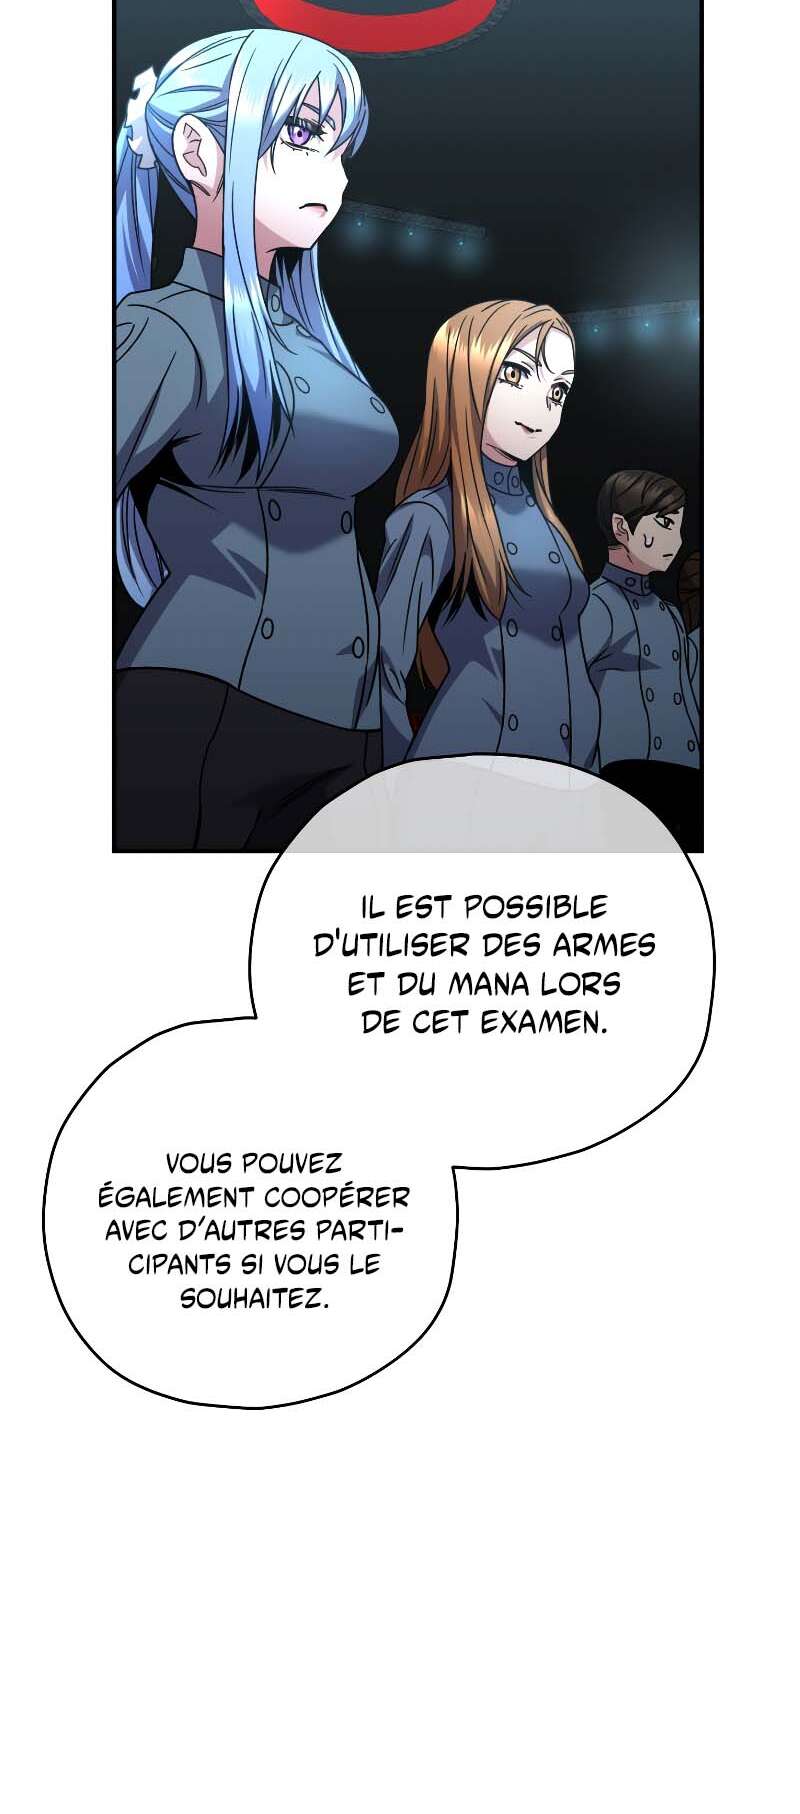 IL EST POSSIBLE
D'UTILISER DES ARMES
ET DU MANA LORS
DE CET EXAMEN.
VOUS POUVEZ
ÉGALEMENT COOPÉRER
AVEC D'AUTRES PARTI-
CIPANTS SI VOUS LE
SOUHAITEZ.